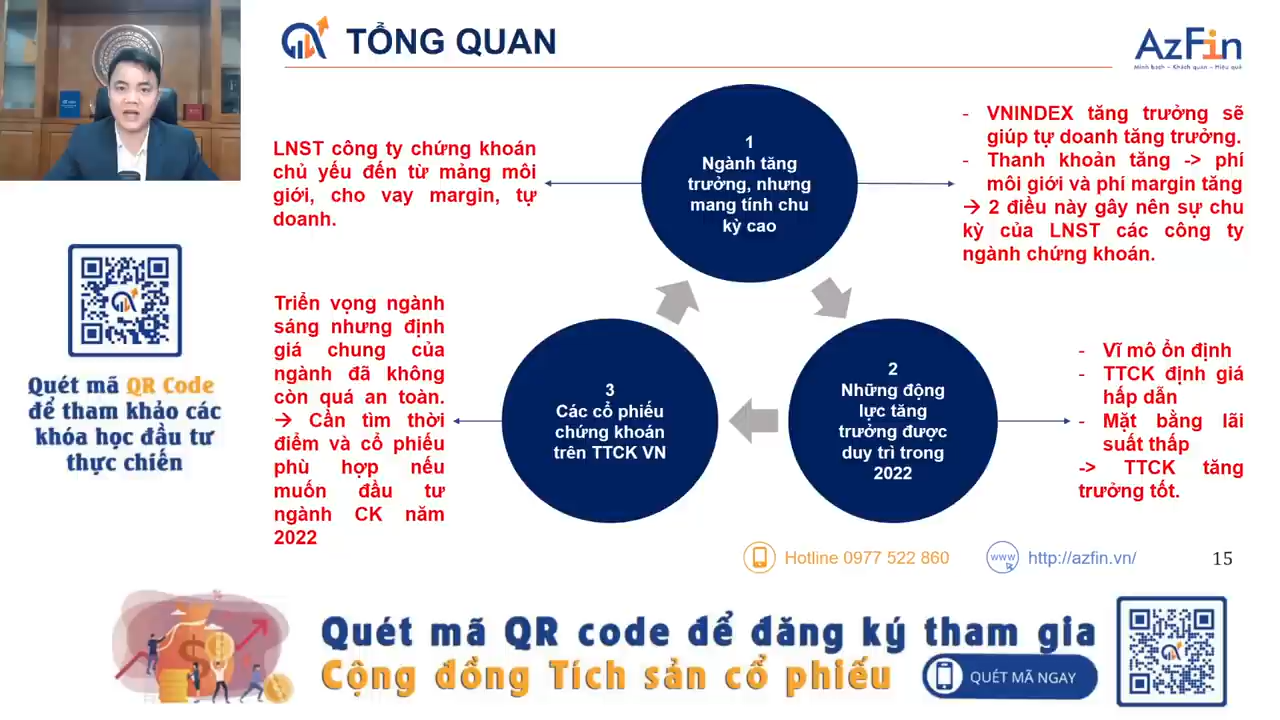 TỔNG QUAN
AzFin
Minh bạch – Khách quan – Hiệu quả
1
Ngành tăng
trưởng, nhưng
mang tính chu
kỳ cao
LNST công ty chứng khoán
chủ yếu đến từ mảng môi
giới, cho vay margin, tự
doanh.
- VNINDEX tăng trưởng sẽ
giúp tự doanh tăng trưởng.
- Thanh khoản tăng -> phí
môi giới và phí margin tăng
→ 2 điều này gây nên sự chu
kỳ của LNST các công ty
ngành chứng khoán.
2
Những động
lực tăng
trưởng được
duy trì trong
2022
- Vĩ mô ổn định
- TTCK định giá
hấp dẫn
- Mặt bằng lãi
suất thấp
-> TTCK tăng
trưởng tốt.
3
Các cổ phiếu
chứng khoán
trên TTCK VN
Triển vọng ngành
sáng nhưng định
giá chung của
ngành đã không
còn quá an toàn.
→ Cần tìm thời
điểm và cổ phiếu
phù hợp nếu
muốn đầu tư
ngành CK năm
2022
Quét mã QR Code
để tham khảo các
khóa học đầu tư
thực chiến
Hotline 0977 522 860
www
http://azfin.vn/
15
Quét mã QR code để đăng ký tham gia
Cộng đồng Tích sản cổ phiếu
QUÉT MÃ NGAY